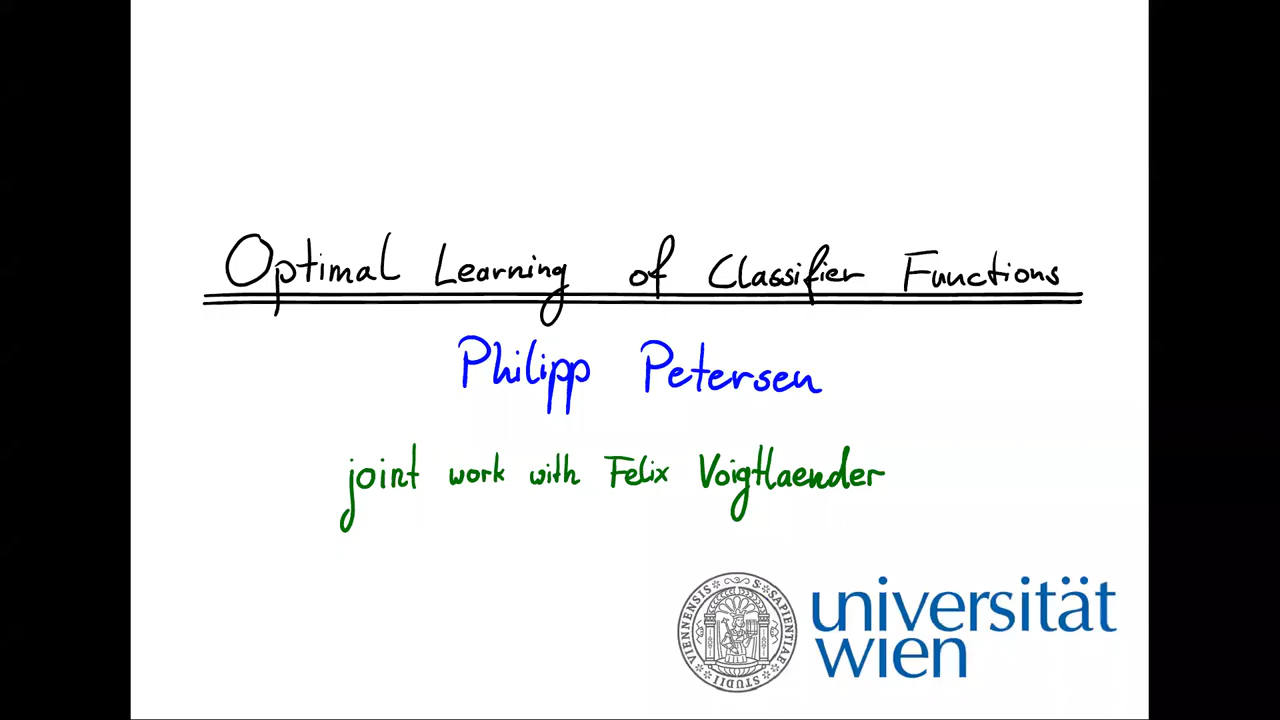 Optimal Learning of Classifier Functions
Philipp Petersen
joint work with Felix Voigtlaender
universität
wien